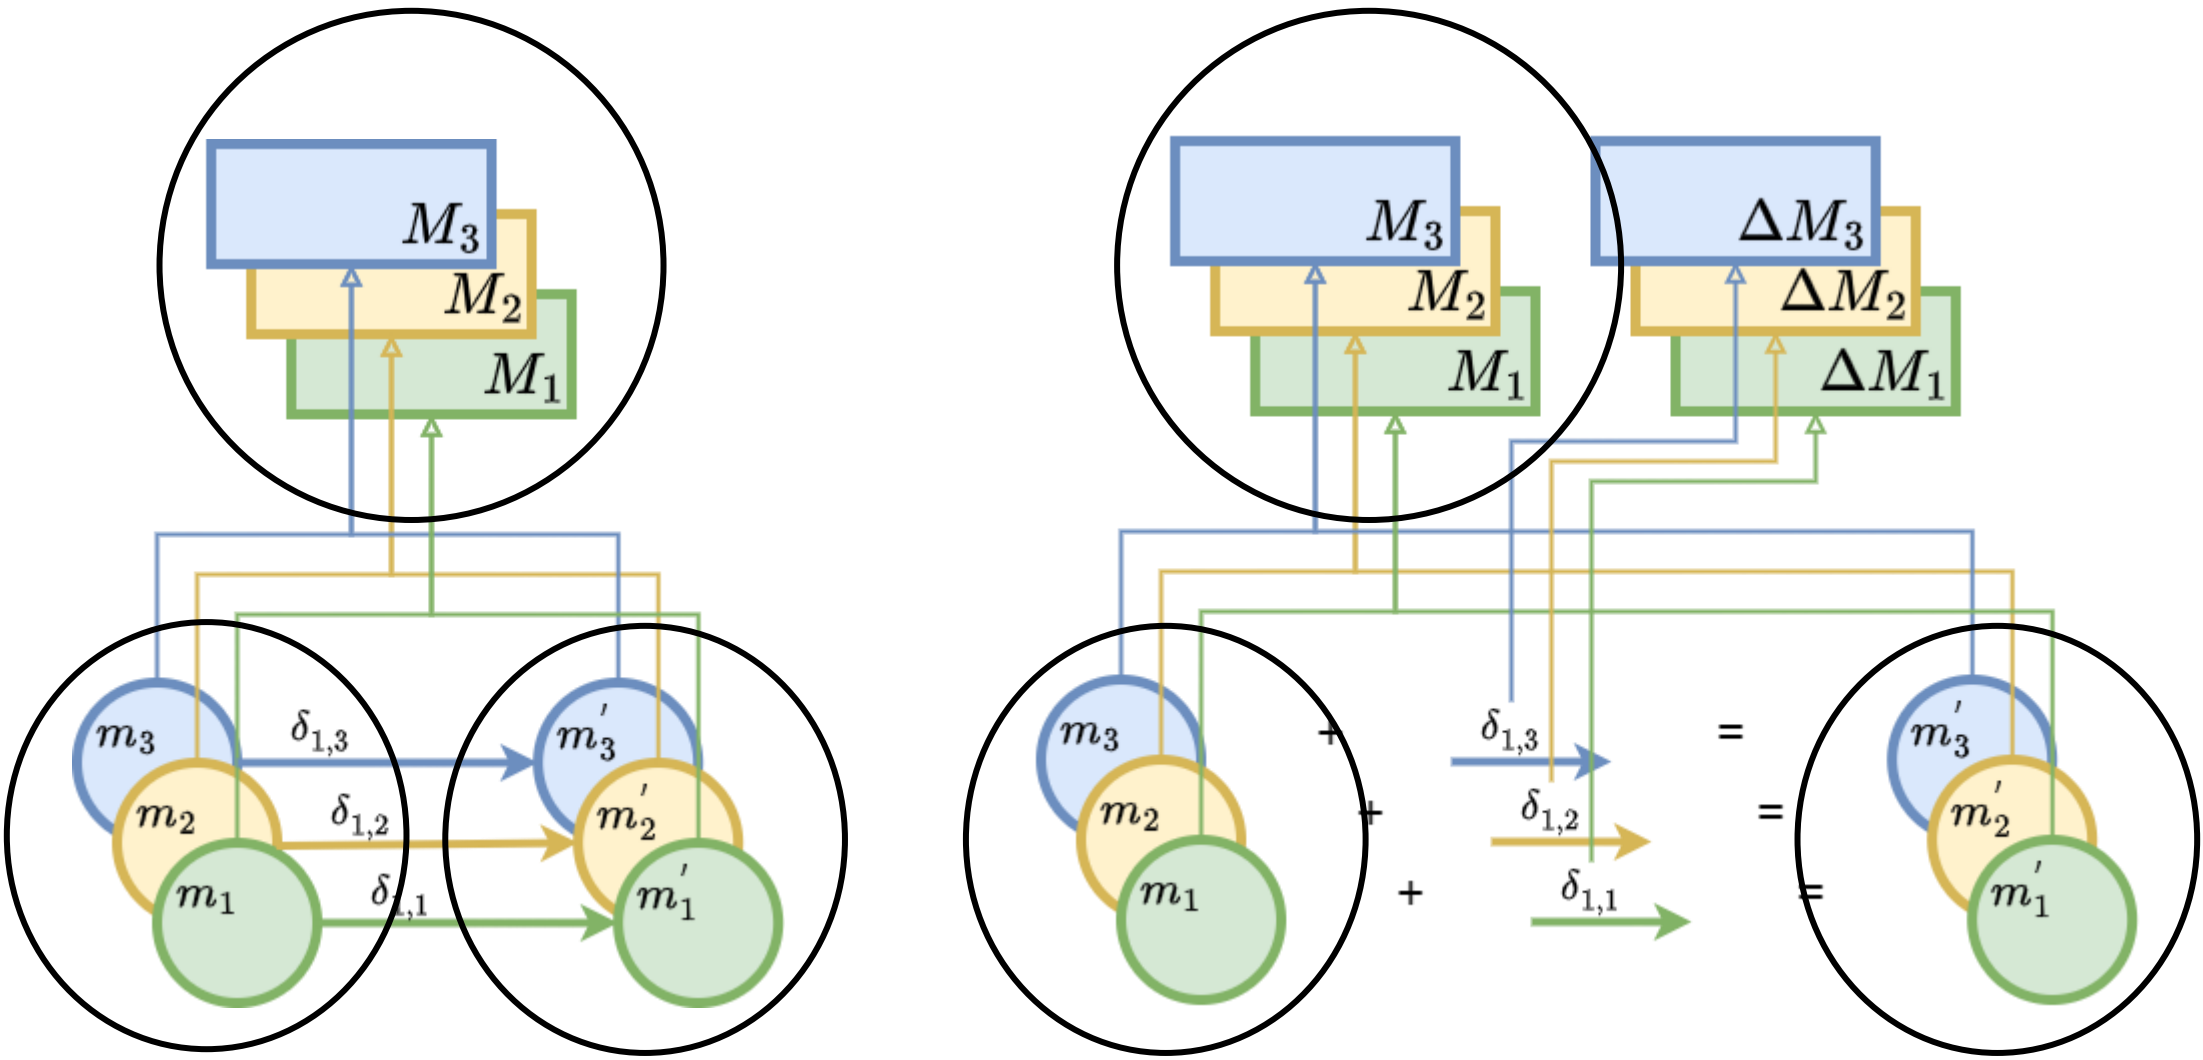 M₃
M₂
M₁
m₃ δ₁,₃ m₃′
m₂ δ₁,₂ m₂′
m₁ δ₁,₁ m₁′
M₃ ΔM₃
M₂ ΔM₂
M₁ ΔM₁
m₃ + δ₁,₃ = m₃′
m₂ + δ₁,₂ = m₂′
m₁ + δ₁,₁ = m₁′